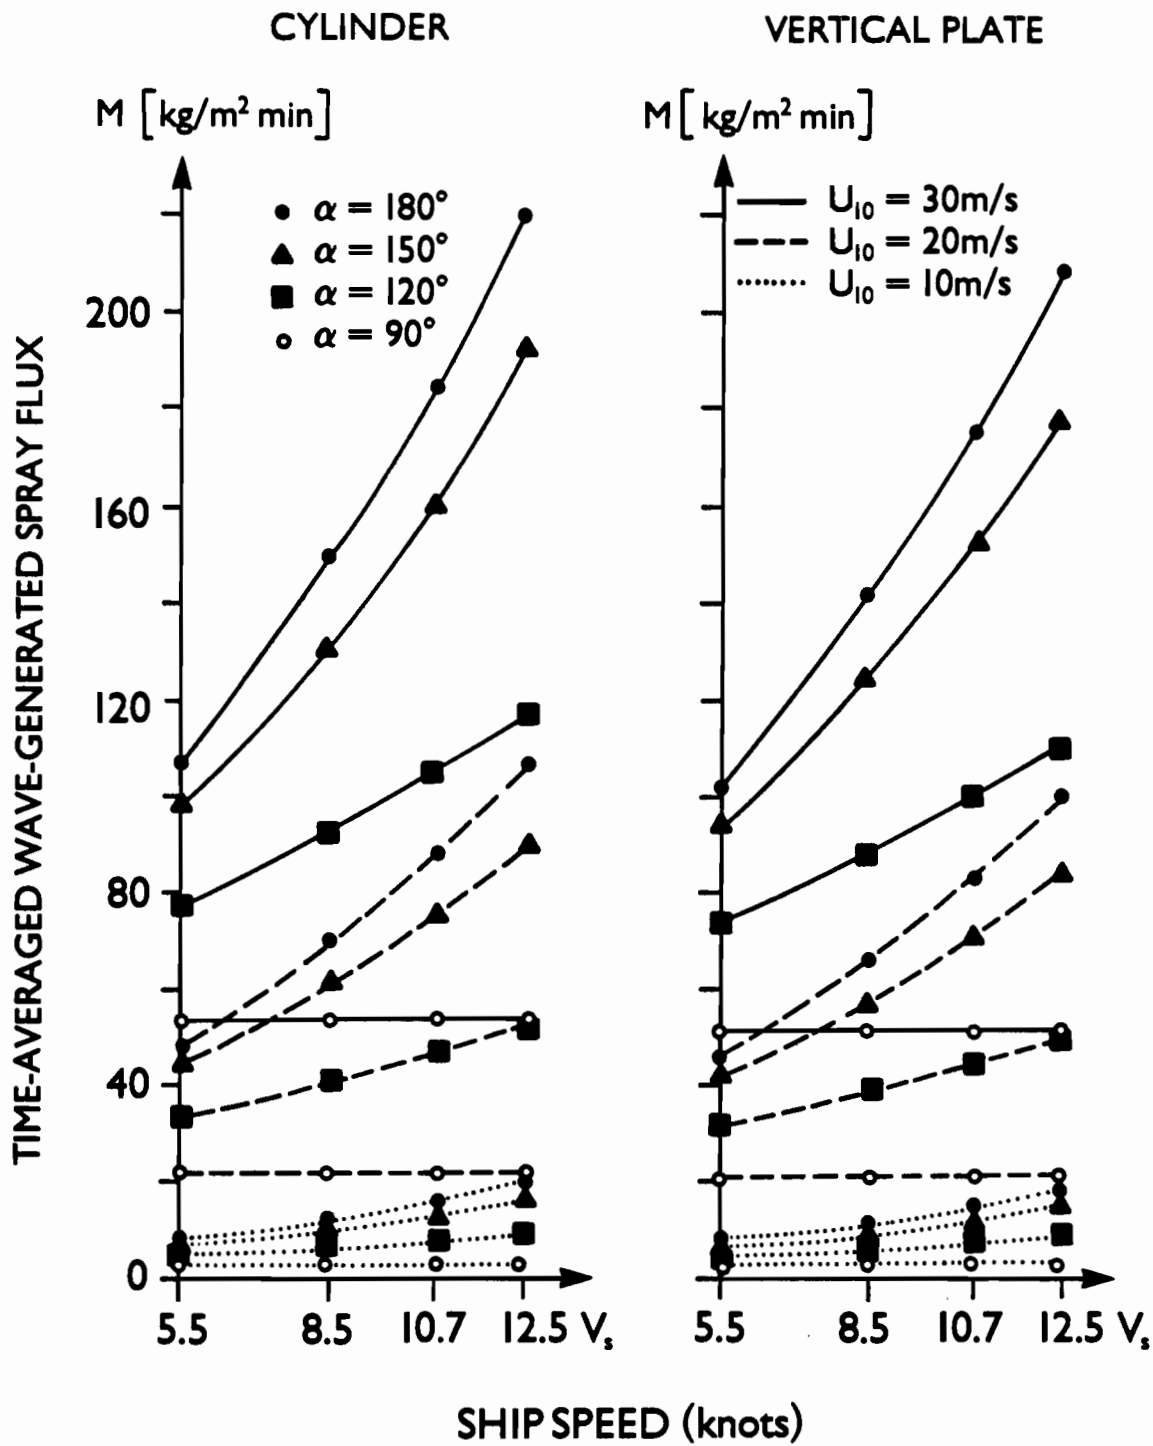 CYLINDER
VERTICAL PLATE
M [kg/m² min]
M [kg/m² min]
α = 180°
α = 150°
α = 120°
α = 90°
U₁₀ = 30m/s
U₁₀ = 20m/s
U₁₀ = 10m/s
TIME-AVERAGED WAVE-GENERATED SPRAY FLUX
200
160
120
80
40
0
5.5 8.5 10.7 12.5 Vₛ
5.5 8.5 10.7 12.5 Vₛ
SHIP SPEED (knots)